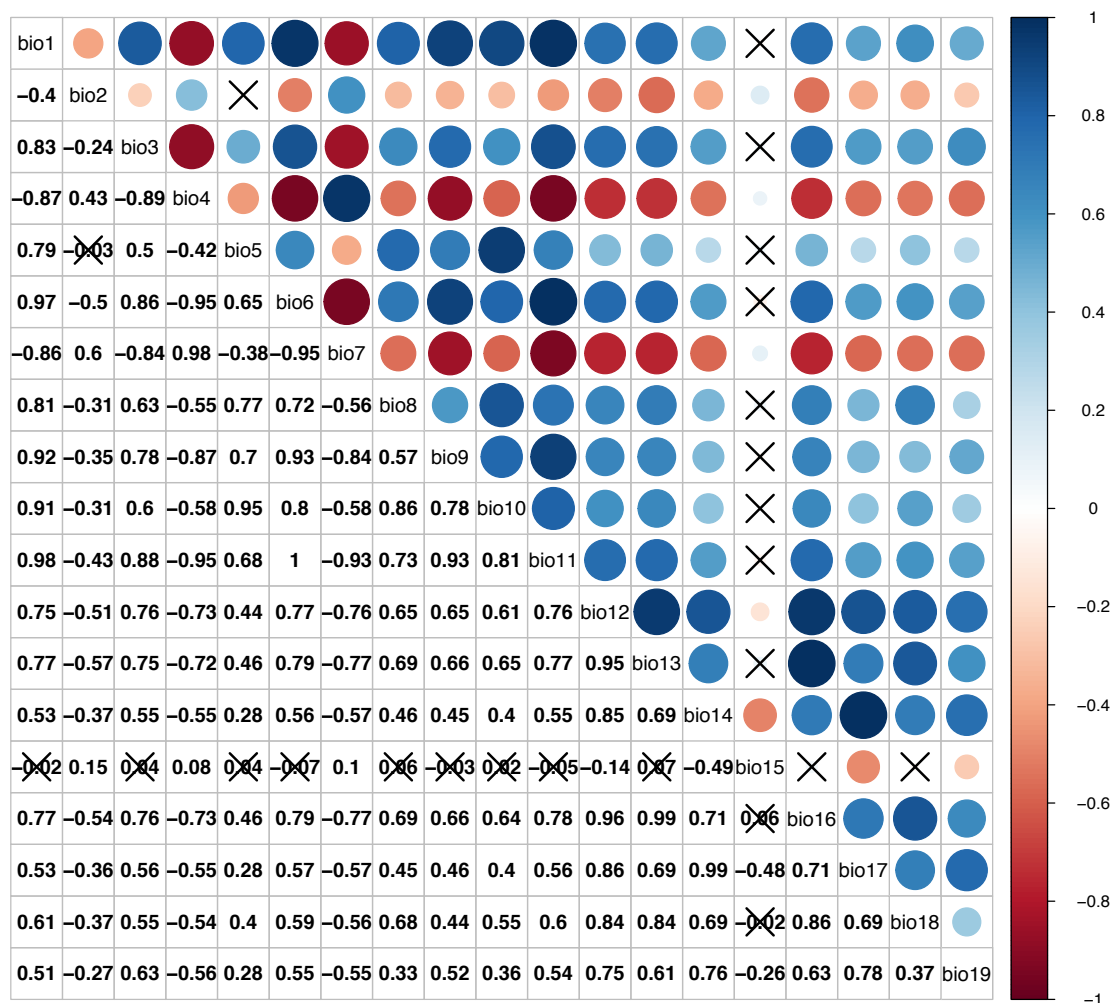 bio1
−0.4 bio2
0.83 −0.24 bio3
−0.87 0.43 −0.89 bio4
0.79 −0.03 0.5 −0.42 bio5
0.97 −0.5 0.86 −0.95 0.65 bio6
−0.86 0.6 −0.84 0.98 −0.38 −0.95 bio7
0.81 −0.31 0.63 −0.55 0.77 0.72 −0.56 bio8
0.92 −0.35 0.78 −0.87 0.7 0.93 −0.84 0.57 bio9
0.91 −0.31 0.6 −0.58 0.95 0.8 −0.58 0.86 0.78 bio10
0.98 −0.43 0.88 −0.95 0.68 1 −0.93 0.73 0.93 0.81 bio11
0.75 −0.51 0.76 −0.73 0.44 0.77 −0.76 0.65 0.65 0.61 0.76 bio12
0.77 −0.57 0.75 −0.72 0.46 0.79 −0.77 0.69 0.66 0.65 0.77 0.95 bio13
0.53 −0.37 0.55 −0.55 0.28 0.56 −0.57 0.46 0.45 0.4 0.55 0.85 0.69 bio14
−0.02 0.15 0.04 0.08 0.04 −0.07 0.1 0.06 −0.03 0.02 −0.05 −0.14 0.07 −0.49 bio15
0.77 −0.54 0.76 −0.73 0.46 0.79 −0.77 0.69 0.66 0.64 0.78 0.96 0.99 0.71 0.06 bio16
0.53 −0.36 0.56 −0.55 0.28 0.57 −0.57 0.45 0.46 0.4 0.56 0.86 0.69 0.99 −0.48 0.71 bio17
0.61 −0.37 0.55 −0.54 0.4 0.59 −0.56 0.68 0.44 0.55 0.6 0.84 0.84 0.69 −0.02 0.86 0.69 bio18
0.51 −0.27 0.63 −0.56 0.28 0.55 −0.55 0.33 0.52 0.36 0.54 0.75 0.61 0.76 −0.26 0.63 0.78 0.37 bio19
1
0.8
0.6
0.4
0.2
0
−0.2
−0.4
−0.6
−0.8
−1